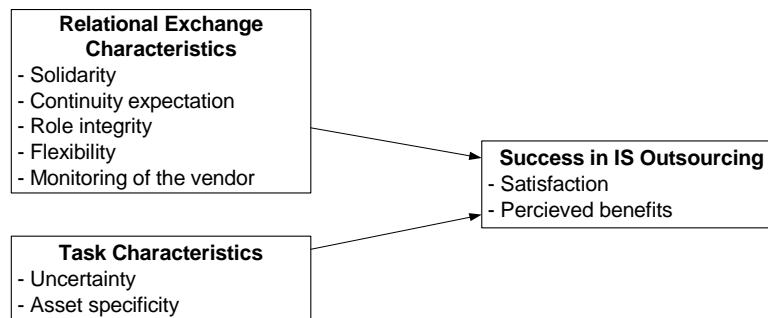 Relational Exchange
Characteristics
- Solidarity
- Continuity expectation
- Role integrity
- Flexibility
- Monitoring of the vendor
Success in IS Outsourcing
- Satisfaction
- Percieved benefits
Task Characteristics
- Uncertainty
- Asset specificity